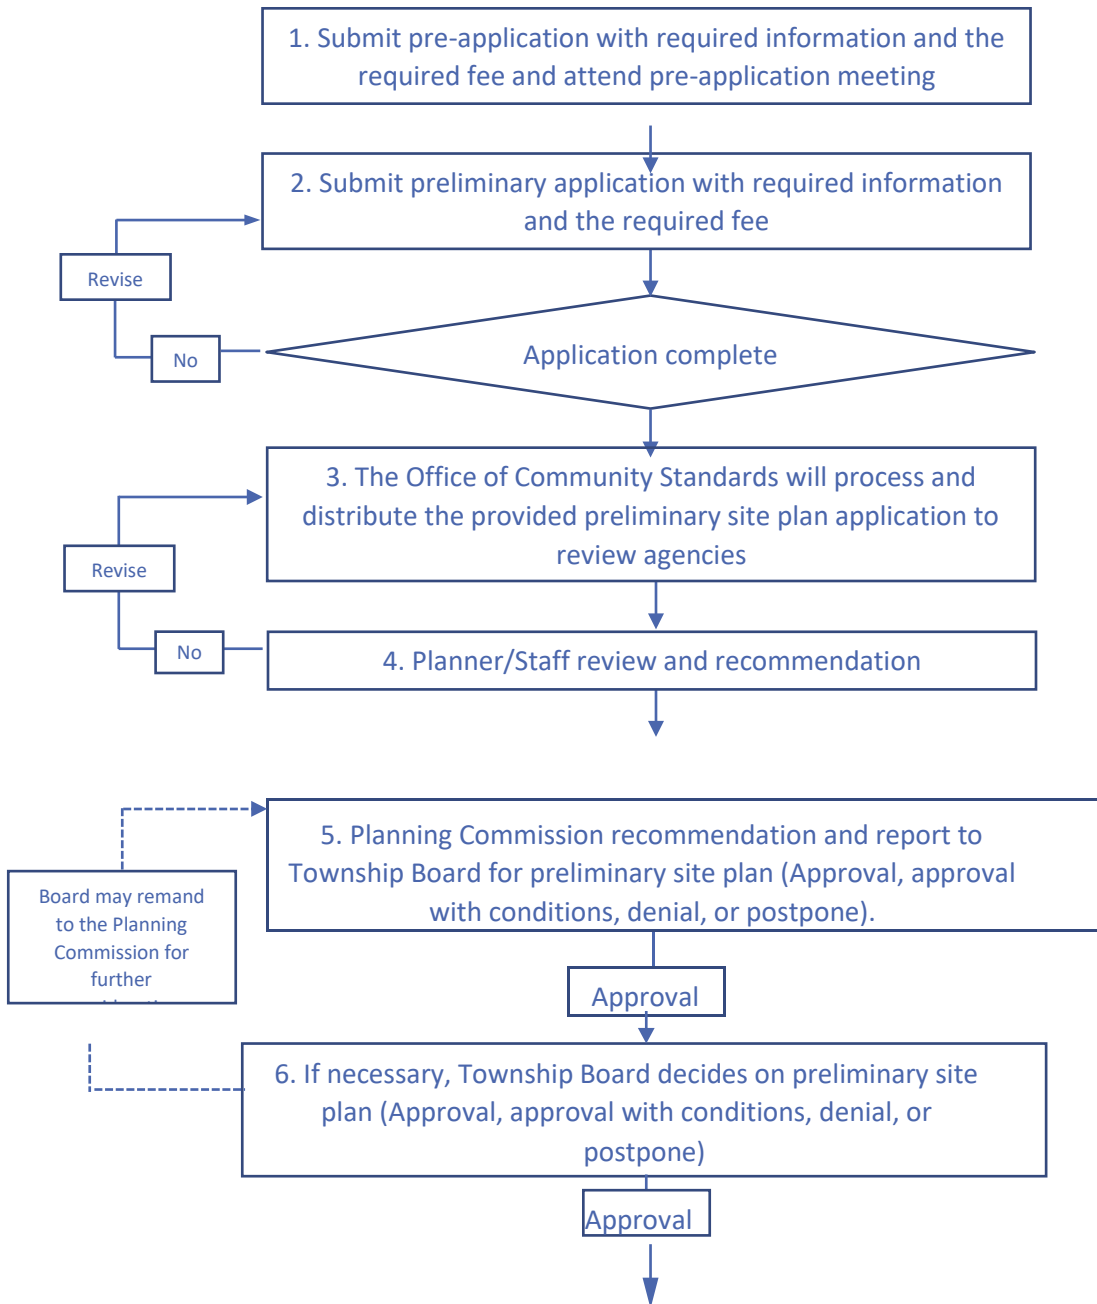 1. Submit pre-application with required information and the
required fee and attend pre-application meeting
2. Submit preliminary application with required information
and the required fee
Revise
Application complete
No
3. The Office of Community Standards will process and
distribute the provided preliminary site plan application to
review agencies
Revise
No
4. Planner/Staff review and recommendation
5. Planning Commission recommendation and report to
Township Board for preliminary site plan (Approval, approval
with conditions, denial, or postpone).
Board may remand
to the Planning
Commission for
further
Approval
6. If necessary, Township Board decides on preliminary site
plan (Approval, approval with conditions, denial, or
postpone)
Approval